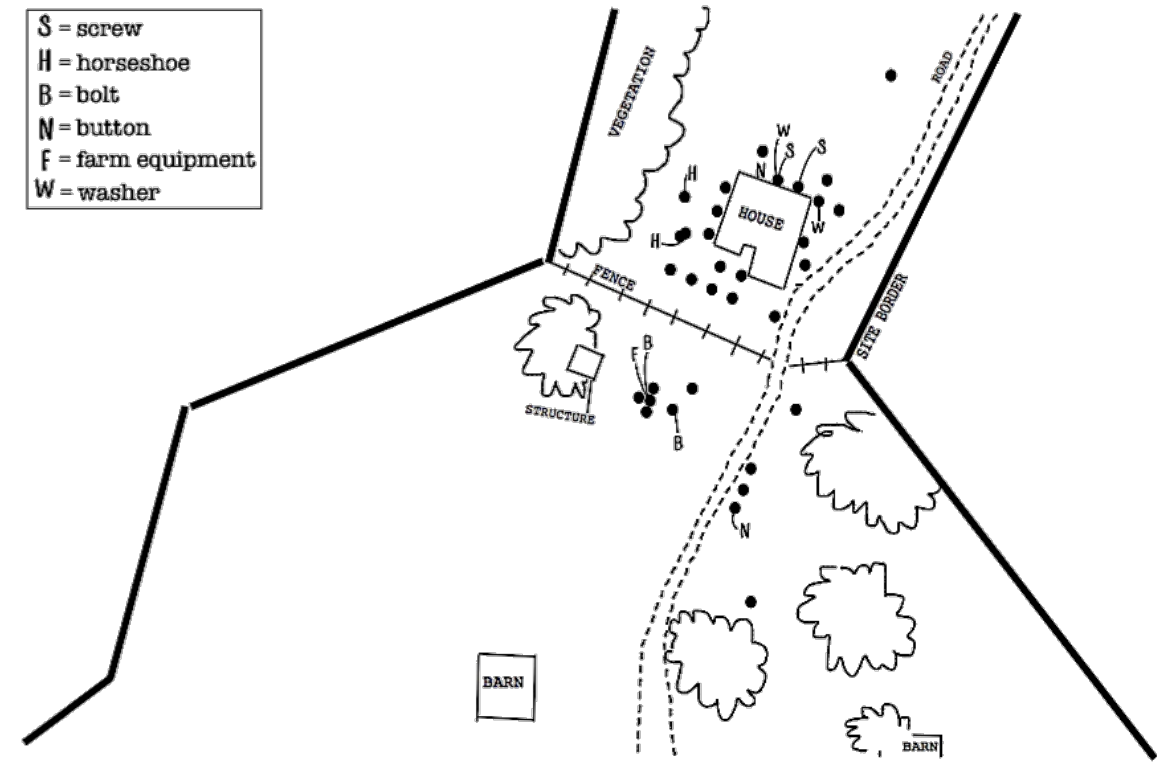 S = screw
H = horseshoe
B = bolt
N = button
F = farm equipment
W = washer
VEGETATION
ROAD
W
S
S
N
H
HOUSE
W
H
FENCE
SITE BORDER
B
F
STRUCTURE
B
N
BARN
BARN